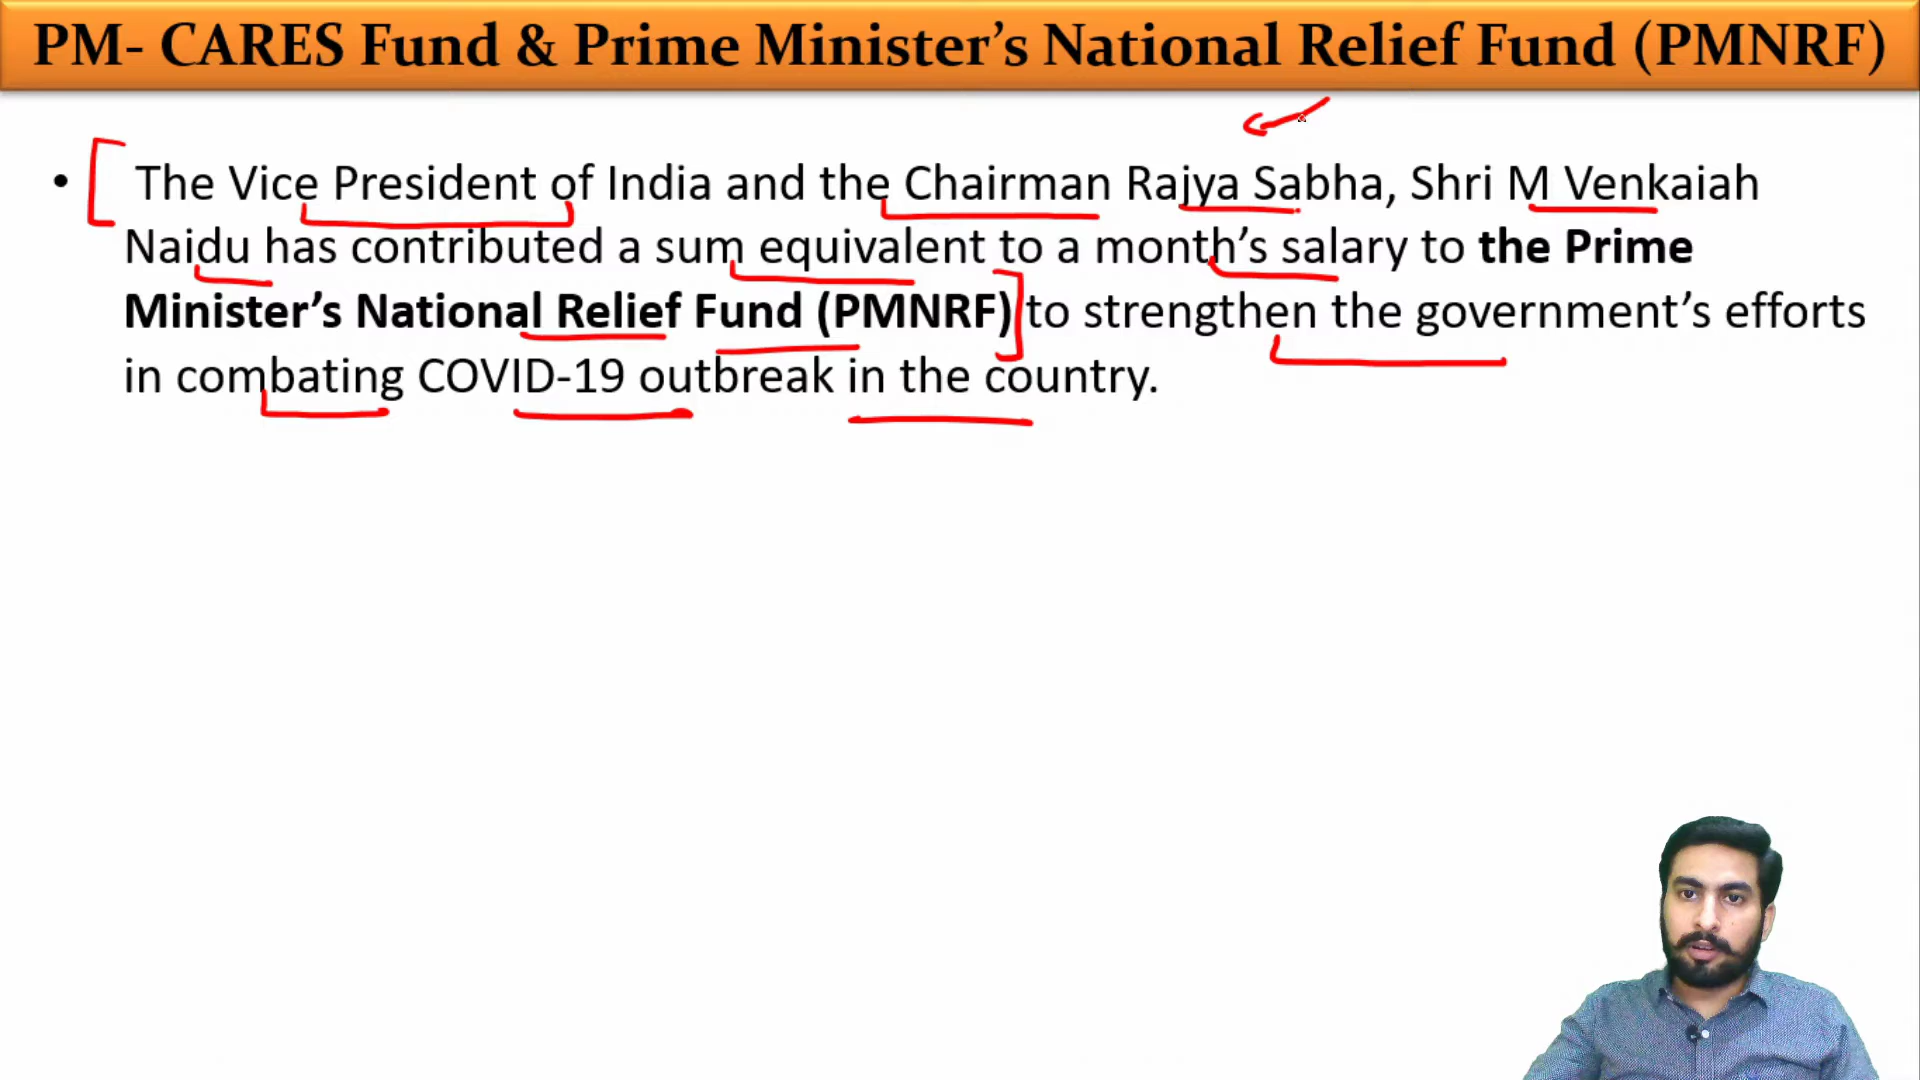 PM- CARES Fund & Prime Minister’s National Relief Fund (PMNRF)
• The Vice President of India and the Chairman Rajya Sabha, Shri M Venkaiah
Naidu has contributed a sum equivalent to a month’s salary to the Prime
Minister’s National Relief Fund (PMNRF) to strengthen the government’s efforts
in combating COVID-19 outbreak in the country.